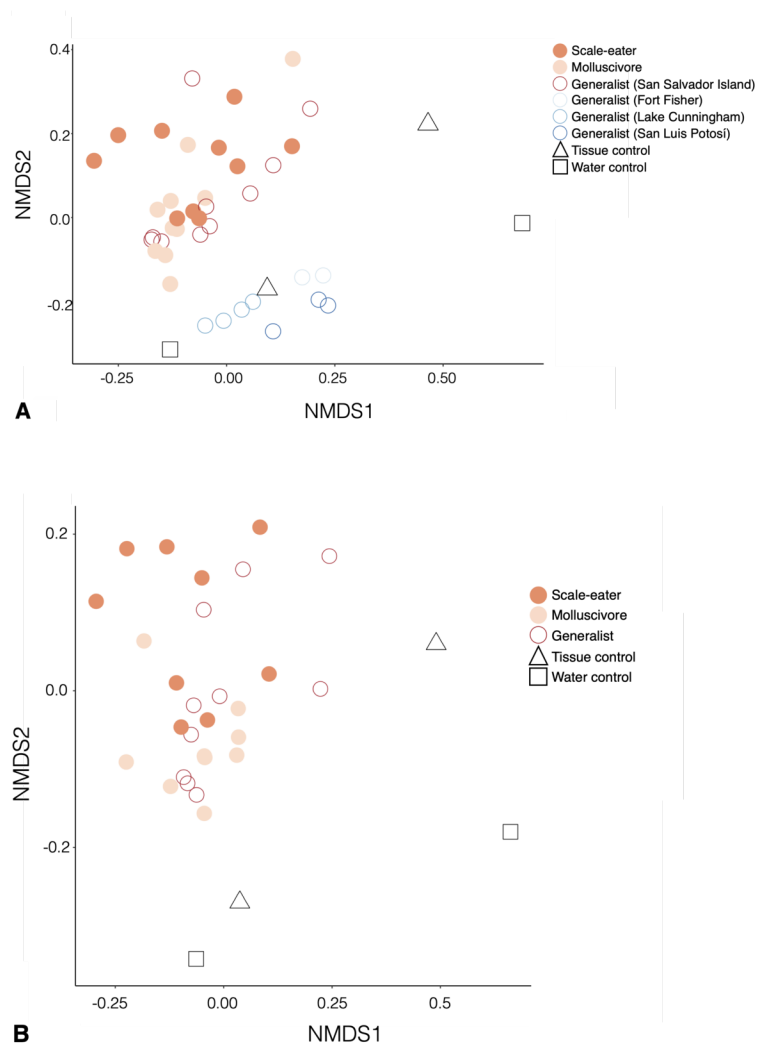 0.4
0.2
0.0
-0.2
NMDS2
-0.25
0.00
0.25
0.50
NMDS1
Scale-eater
Molluscivore
Generalist (San Salvador Island)
Generalist (Fort Fisher)
Generalist (Lake Cunningham)
Generalist (San Luis Potosí)
Tissue control
Water control
A
0.2
0.0
-0.2
NMDS2
-0.25
0.00
0.25
0.5
NMDS1
Scale-eater
Molluscivore
Generalist
Tissue control
Water control
B